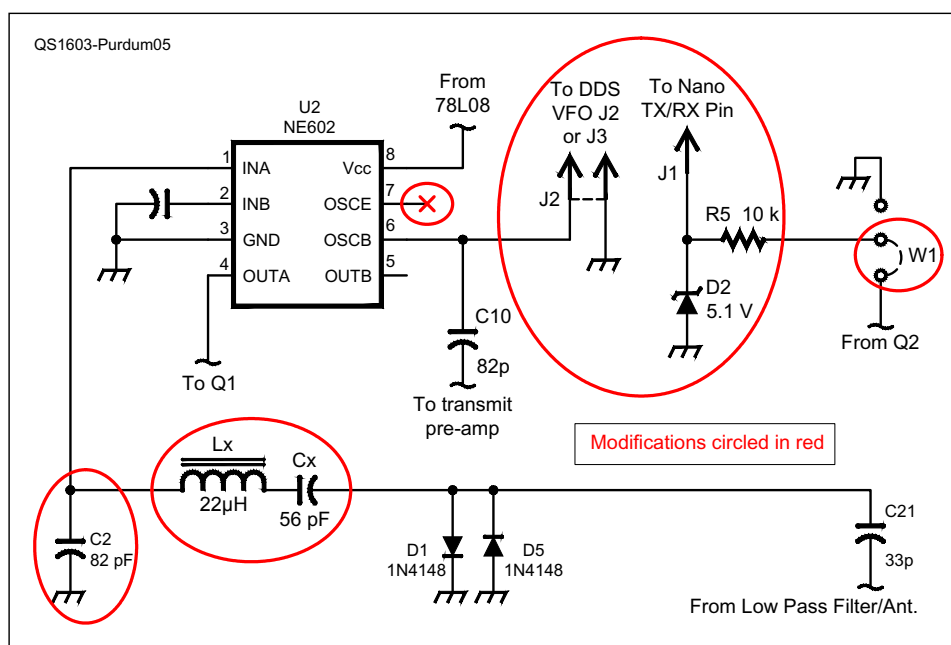 QS1603-Purdum05
From
78L08
To DDS
VFO J2
or J3
To Nano
TX/RX Pin
U2
NE602
1
INA
Vcc
8
2
INB
OSCE
7
3
GND
OSCB
6
4
OUTA
OUTB
5
J2
J1
R5 10 k
W1
D2
5.1 V
C10
82p
From Q2
To Q1
To transmit
pre-amp
Modifications circled in red
Lx
22µH
Cx
56 pF
C2
82 pF
D1
1N4148
D5
1N4148
C21
33p
From Low Pass Filter/Ant.